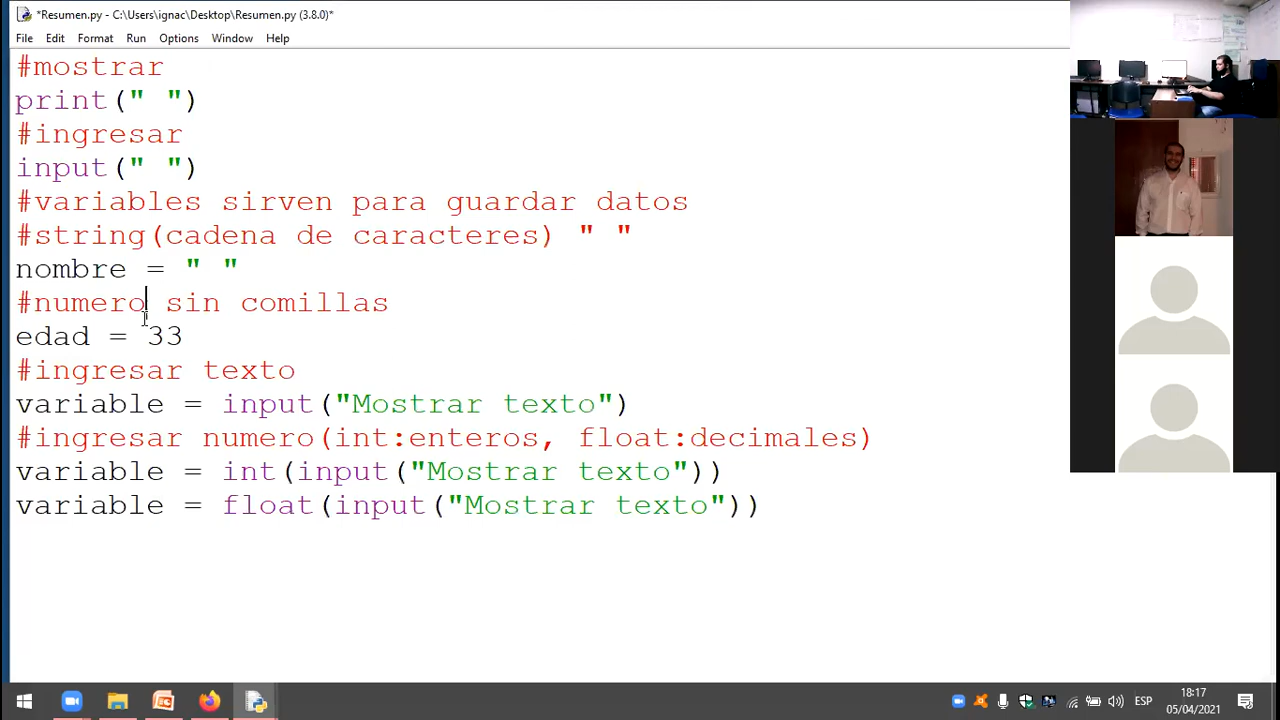 *Resumen.py - C:\Users\ignac\Desktop\Resumen.py (3.8.0)*
File Edit Format Run Options Window Help
#mostrar
print(" ")
#ingresar
input(" ")
#variables sirven para guardar datos
#string(cadena de caracteres) " "
nombre = " "
#numero sin comillas
edad = 33
#ingresar texto
variable = input("Mostrar texto")
#ingresar numero(int:enteros, float:decimales)
variable = int(input("Mostrar texto"))
variable = float(input("Mostrar texto"))
ESP
18:17
05/04/2021